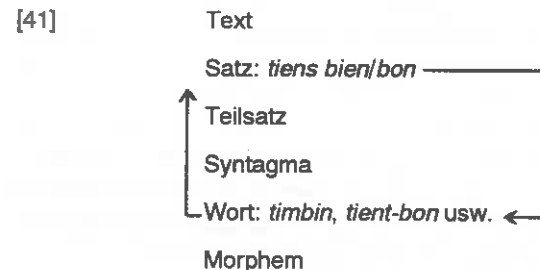 [41] Text
Satz: tiens bien/bon
Teilsatz
Syntagma
Wort: timbin, tient-bon usw.
Morphem